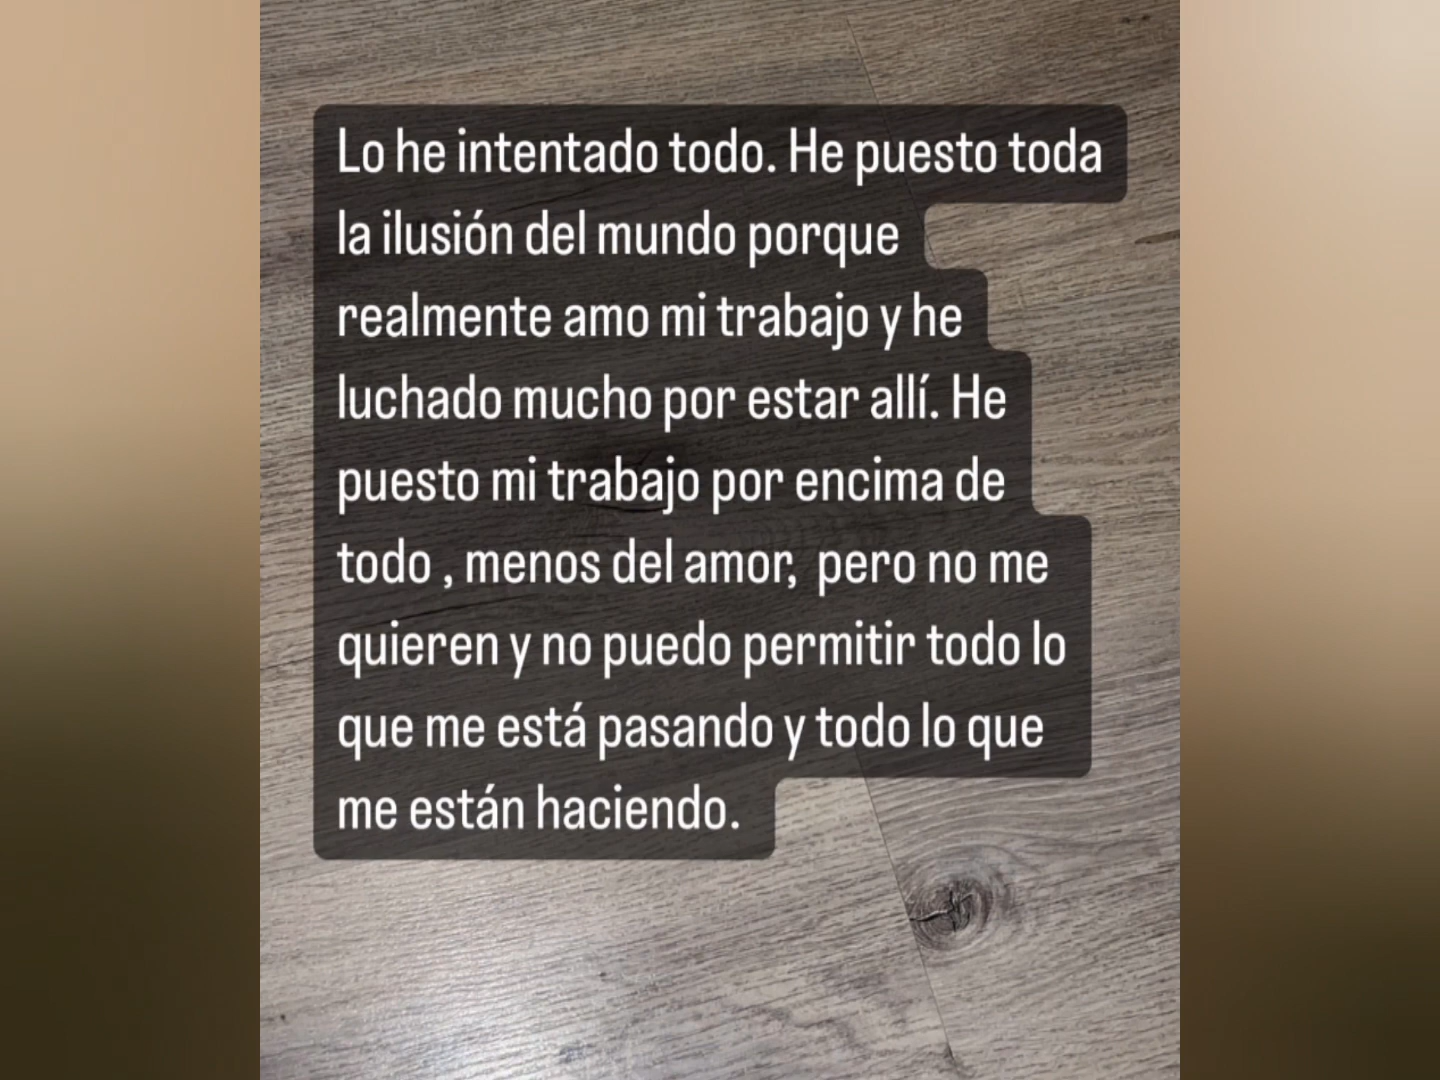 Lo he intentado todo. He puesto toda
la ilusión del mundo porque
realmente amo mi trabajo y he
luchado mucho por estar allí. He
puesto mi trabajo por encima de
todo , menos del amor,  pero no me
quieren y no puedo permitir todo lo
que me está pasando y todo lo que
me están haciendo.